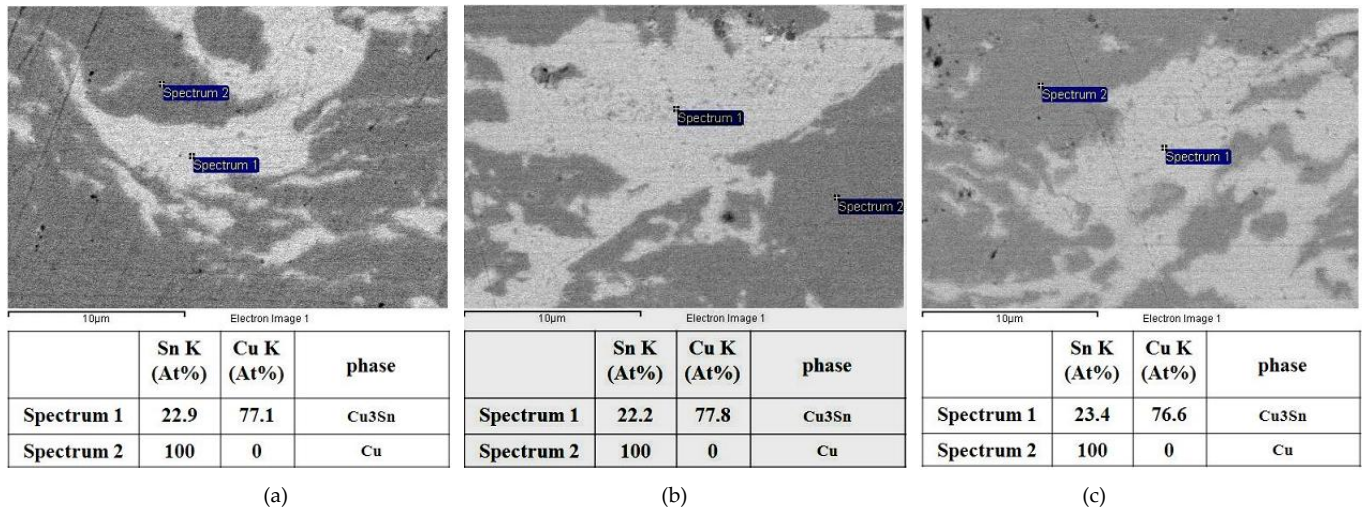 Spectrum 2
Spectrum 1
10µm
Electron Image 1
Sn K (At%) Cu K (At%) phase
Spectrum 1 22.9 77.1 Cu3Sn
Spectrum 2 100 0 Cu
(a)
Spectrum 1
Spectrum 2
10µm
Electron Image 1
Sn K (At%) Cu K (At%) phase
Spectrum 1 22.2 77.8 Cu3Sn
Spectrum 2 100 0 Cu
(b)
Spectrum 2
Spectrum 1
10µm
Electron Image 1
Sn K (At%) Cu K (At%) phase
Spectrum 1 23.4 76.6 Cu3Sn
Spectrum 2 100 0 Cu
(c)